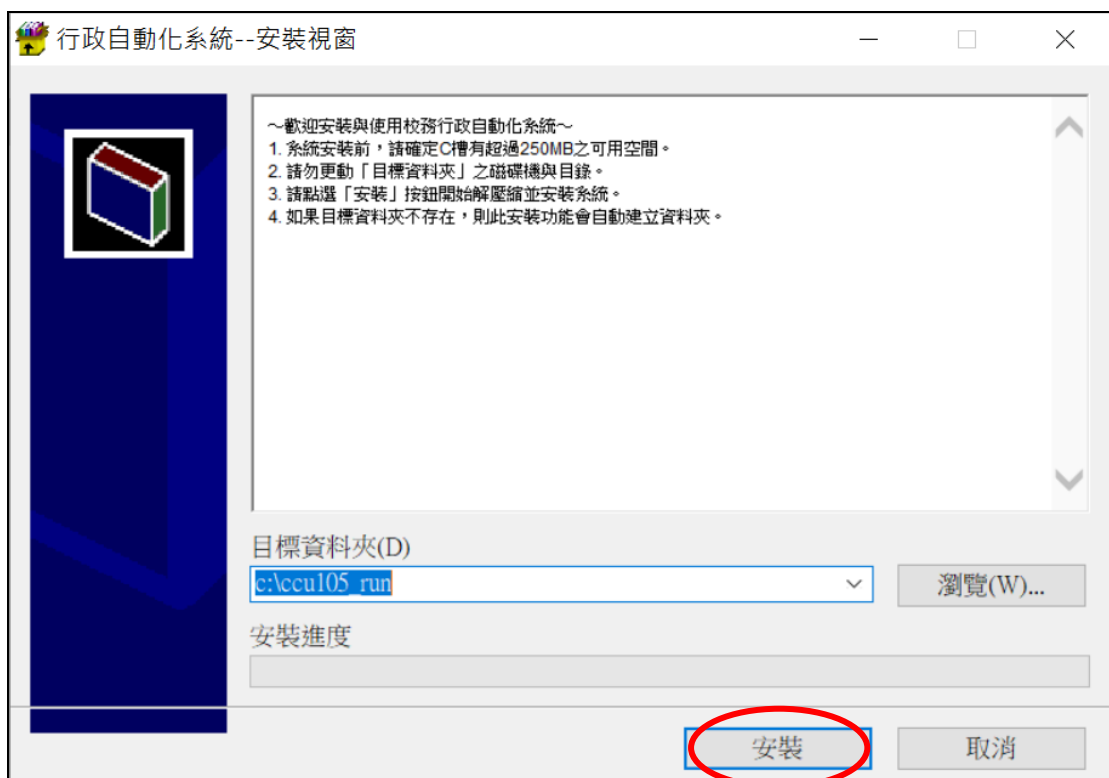 行政自動化系統--安裝視窗
～歡迎安裝與使用校務行政自動化系統～
1. 系統安裝前，請確定C槽有超過250MB之可用空間。
2. 請勿更動「目標資料夾」之磁碟機與目錄。
3. 請點選「安裝」按鈕開始解壓縮並安裝系統。
4. 如果目標資料夾不存在，則此安裝功能會自動建立資料夾。
目標資料夾(D)
c:\ccu105_run
瀏覽(W)...
安裝進度
安裝
取消